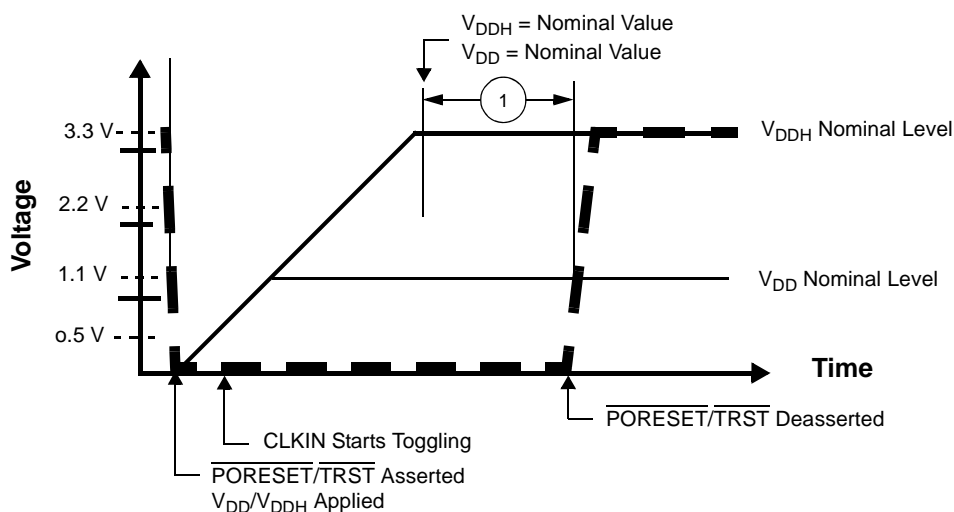 V_DDH = Nominal Value
V_DD = Nominal Value
1
3.3 V
V_DDH Nominal Level
2.2 V
Voltage
1.1 V
V_DD Nominal Level
o.5 V
Time
PORESET/TRST Deasserted
CLKIN Starts Toggling
PORESET/TRST Asserted
V_DD/V_DDH Applied